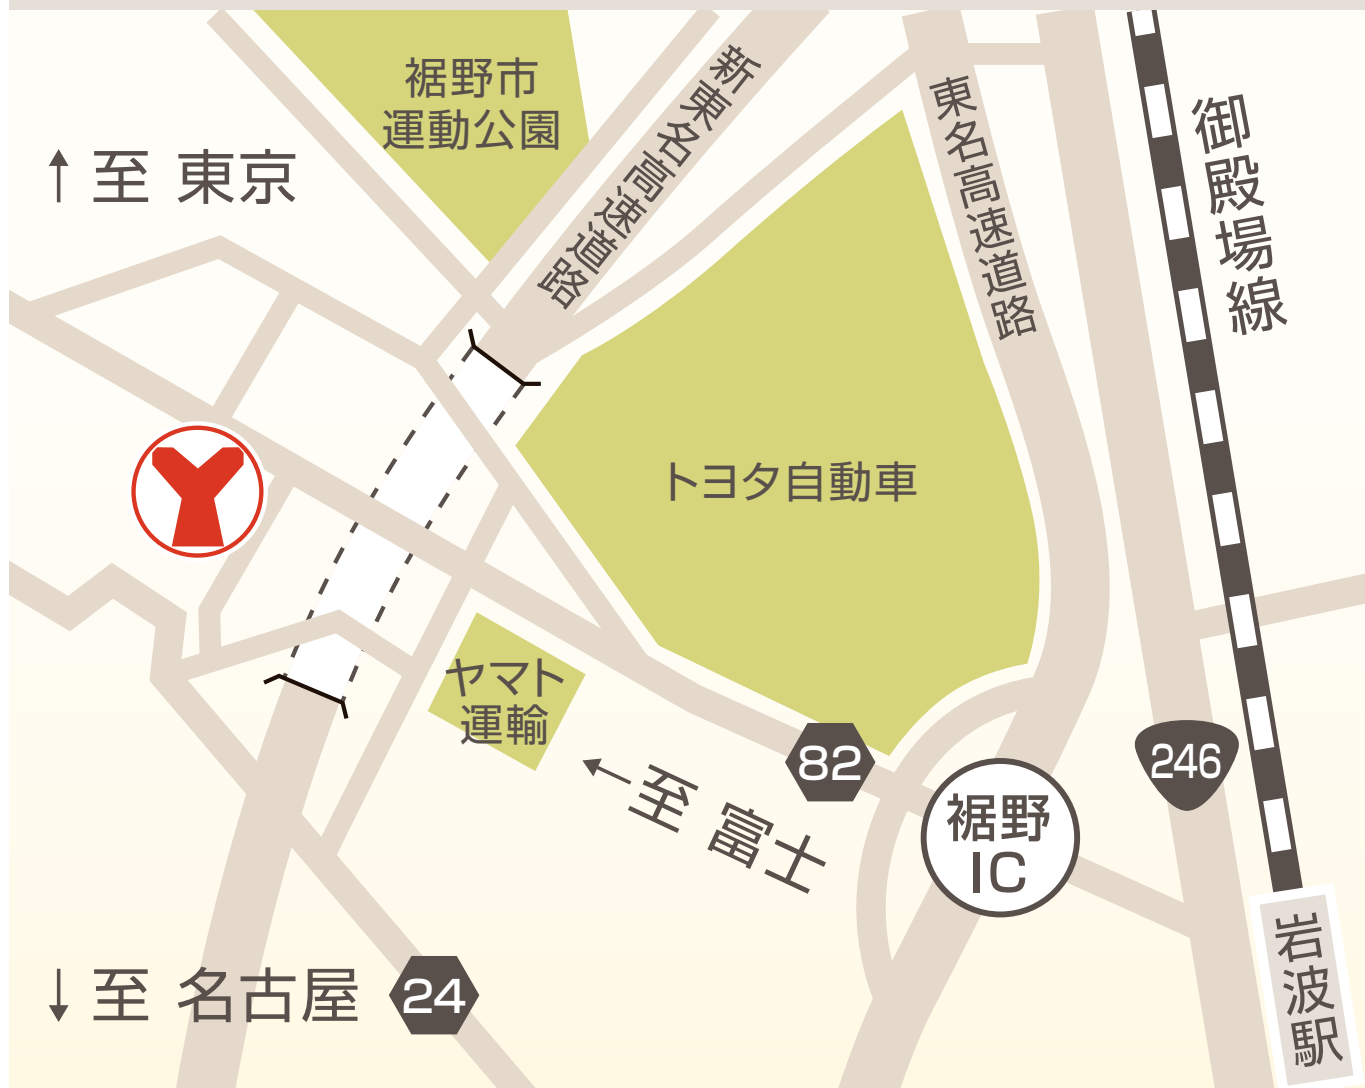 裾野市
運動公園
新東名高速道路
東名高速道路
御殿場線
↑ 至 東京
トヨタ自動車
ヤマト
運輸
←至 富士
82
246
裾野
IC
岩波駅
↓ 至 名古屋
24